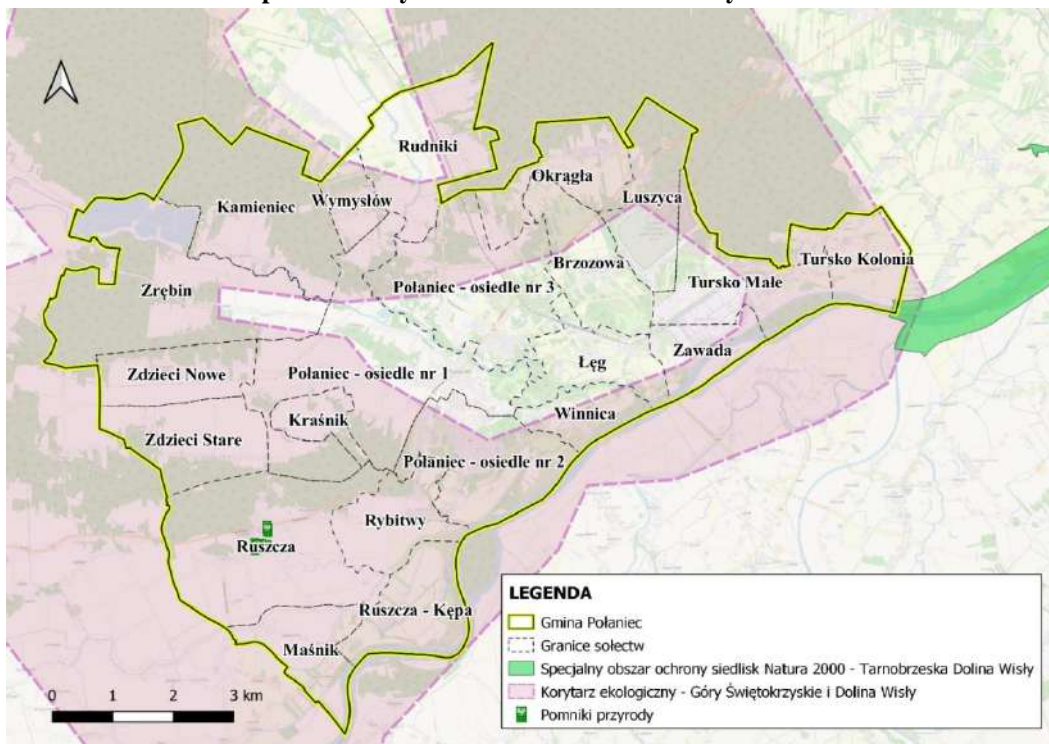 Rudniki
Okrągła
Kamieniec
Wymysłów
Luszyca
Brzozowa
Tursko Kolonia
Tursko Małe
Zrębin
Połaniec - osiedle nr 3
Zawada
Łęg
Zdzieci Nowe
Połaniec - osiedle nr 1
Winnica
Kraśnik
Zdzieci Stare
Połaniec - osiedle nr 2
Rybitwy
Ruszcza
Ruszcza - Kępa
Maśnik
0 1 2 3 km
LEGENDA
Gmina Połaniec
Granice sołectw
Specjalny obszar ochrony siedlisk Natura 2000 - Tarnobrzeska Dolina Wisły
Korytarz ekologiczny - Góry Świętokrzyskie i Dolina Wisły
Pomniki przyrody